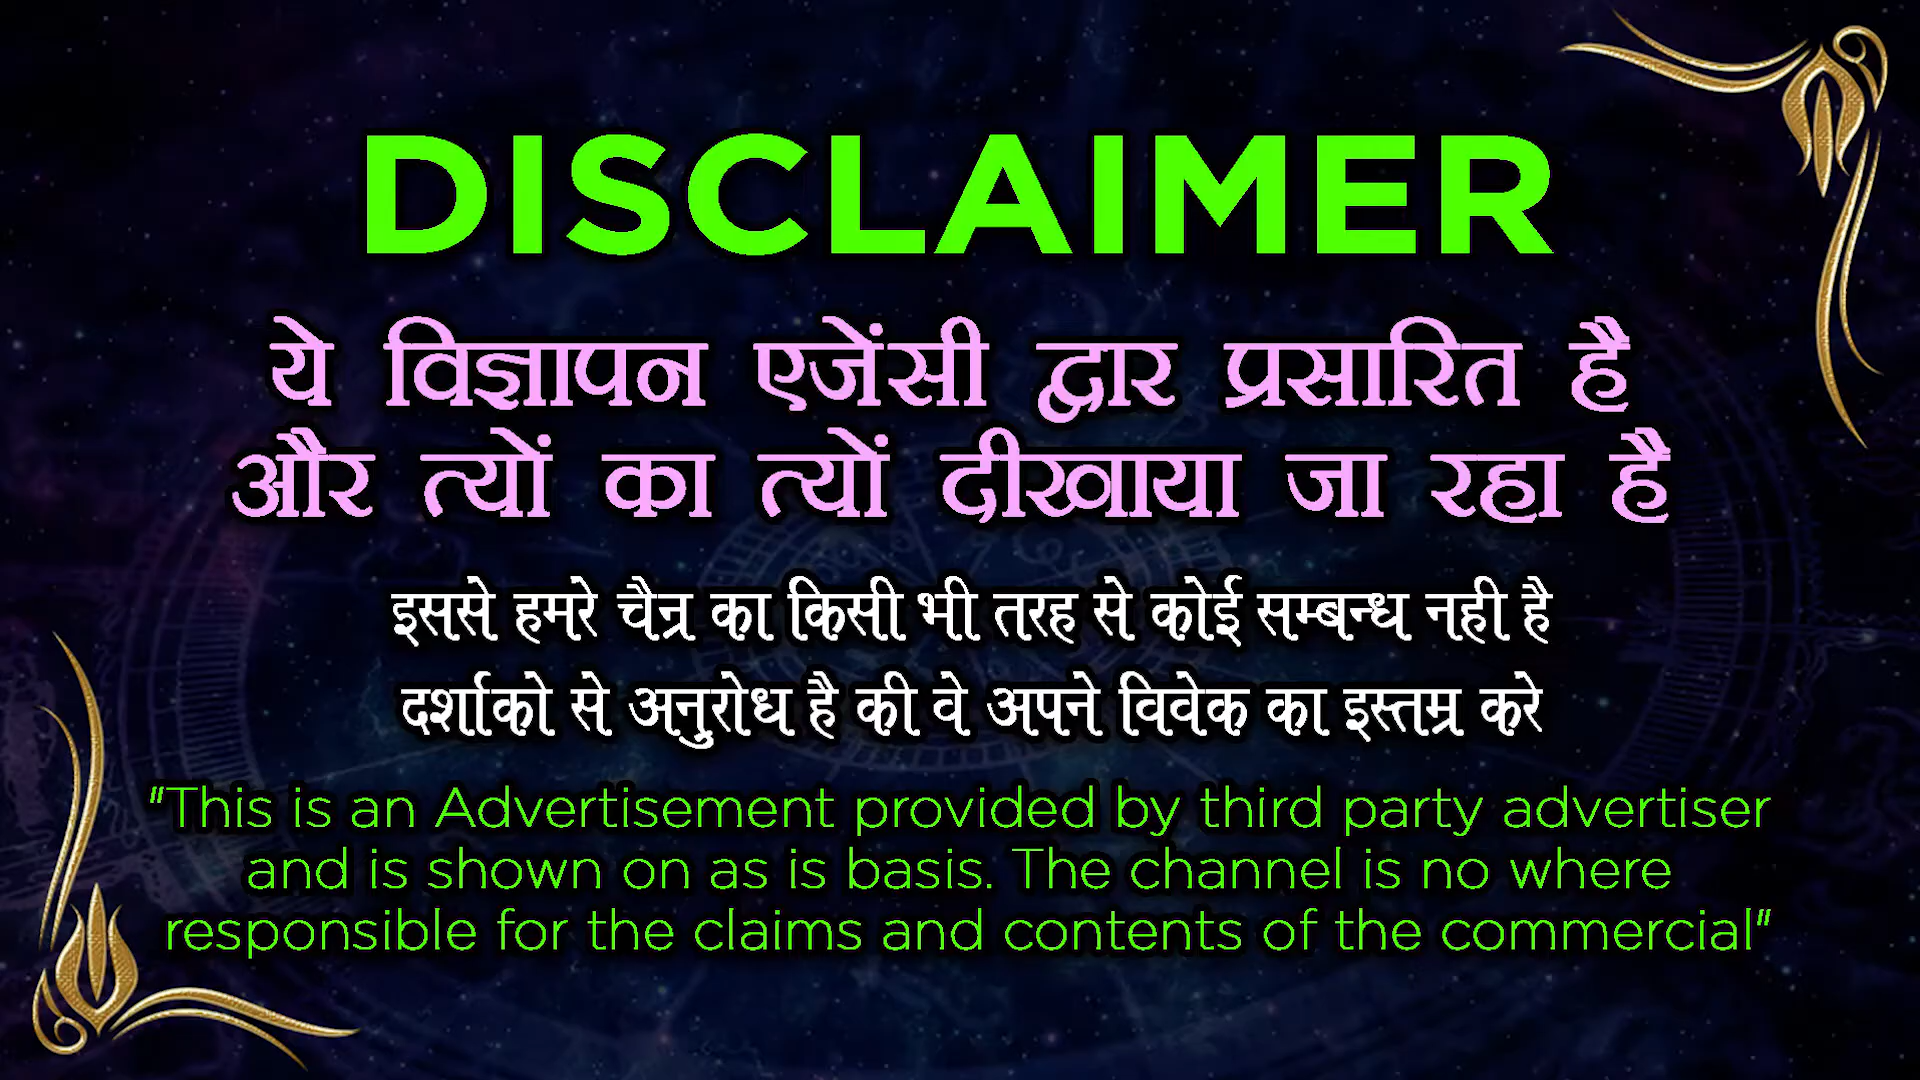 DISCLAIMER
ये विज्ञापन एजेंसी द्वार प्रसारित है
और त्यों का त्यों दीखाया जा रहा है
इससे हमरे चैन्र का किसी भी तरह से कोई सम्बन्ध नही है
दर्शाको से अनुरोध है की वे अपने विवेक का इस्तम्र करे
"This is an Advertisement provided by third party advertiser
and is shown on as is basis. The channel is no where
responsible for the claims and contents of the commercial"